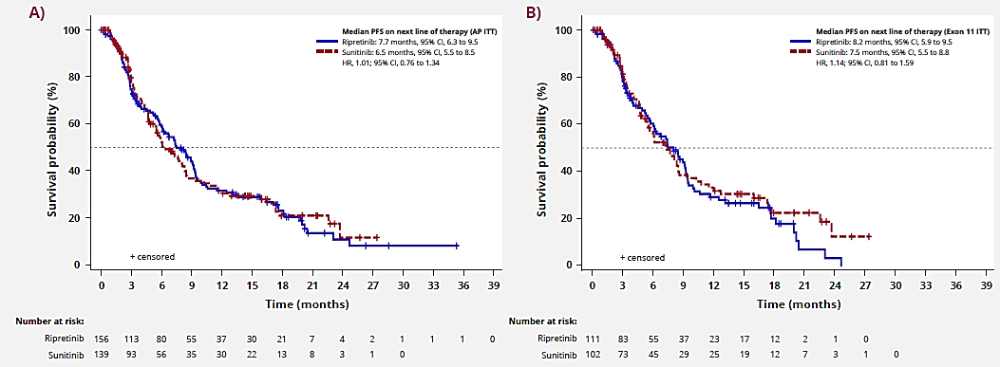 A)
Median PFS on next line of therapy (AP ITT)
Ripretinib: 7.7 months, 95% CI, 6.3 to 9.5
Sunitinib: 6.5 months, 95% CI, 5.5 to 8.5
HR, 1.01; 95% CI, 0.76 to 1.34
Survival probability (%)
100
80
60
40
20
0
+ censored
0 3 6 9 12 15 18 21 24 27 30 33 36 39
Time (months)
Number at risk:
Ripretinib 156 113 80 55 37 30 21 7 4 2 1 1 1 0
Sunitinib 139 93 56 35 30 22 13 8 3 1 0
B)
Median PFS on next line of therapy (Exon 11 ITT)
Ripretinib: 8.2 months, 95% CI, 5.9 to 9.5
Sunitinib: 7.5 months, 95% CI, 5.5 to 8.8
HR, 1.14; 95% CI, 0.81 to 1.59
Survival probability (%)
100
80
60
40
20
0
+ censored
0 3 6 9 12 15 18 21 24 27 30 33 36 39
Time (months)
Number at risk:
Ripretinib 111 83 55 37 23 17 12 2 1 0
Sunitinib 102 73 45 29 25 19 12 7 3 1 0